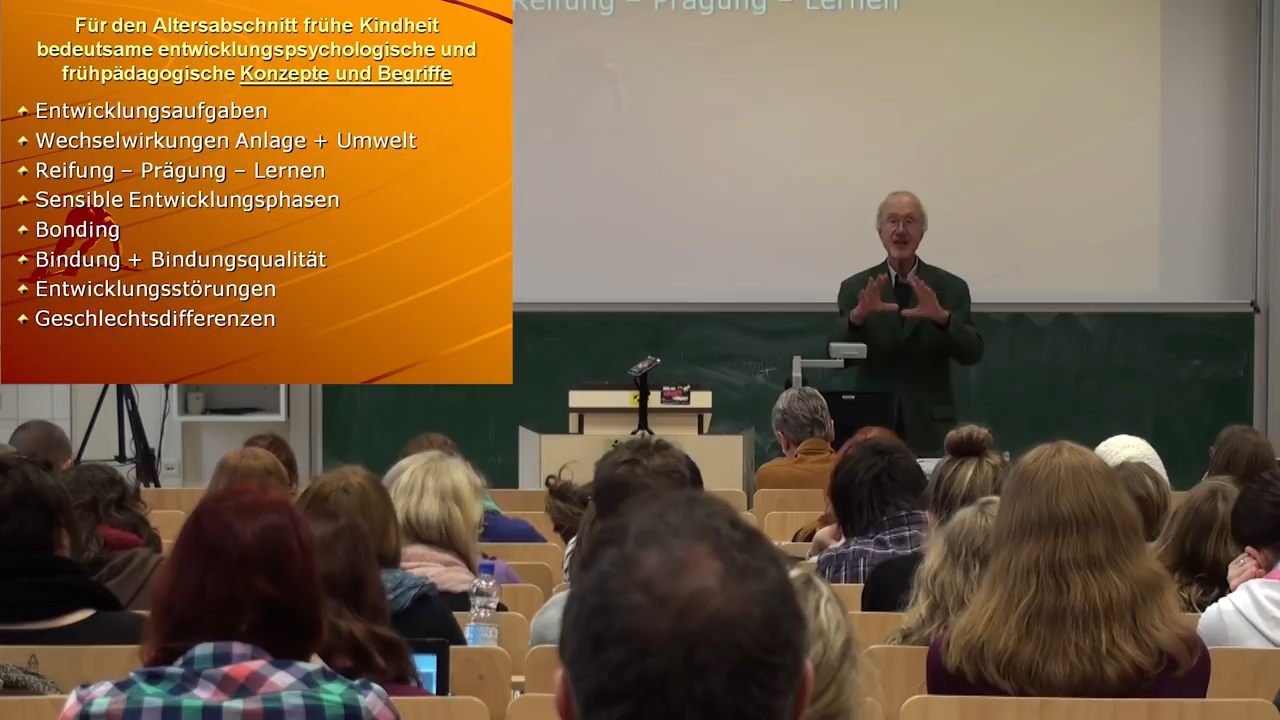 Für den Altersabschnitt frühe Kindheit
bedeutsame entwicklungspsychologische und
frühpädagogische Konzepte und Begriffe
Entwicklungsaufgaben
Wechselwirkungen Anlage + Umwelt
Reifung – Prägung – Lernen
Sensible Entwicklungsphasen
Bonding
Bindung + Bindungsqualität
Entwicklungsstörungen
Geschlechtsdifferenzen
Reifung – Prägung – Lernen